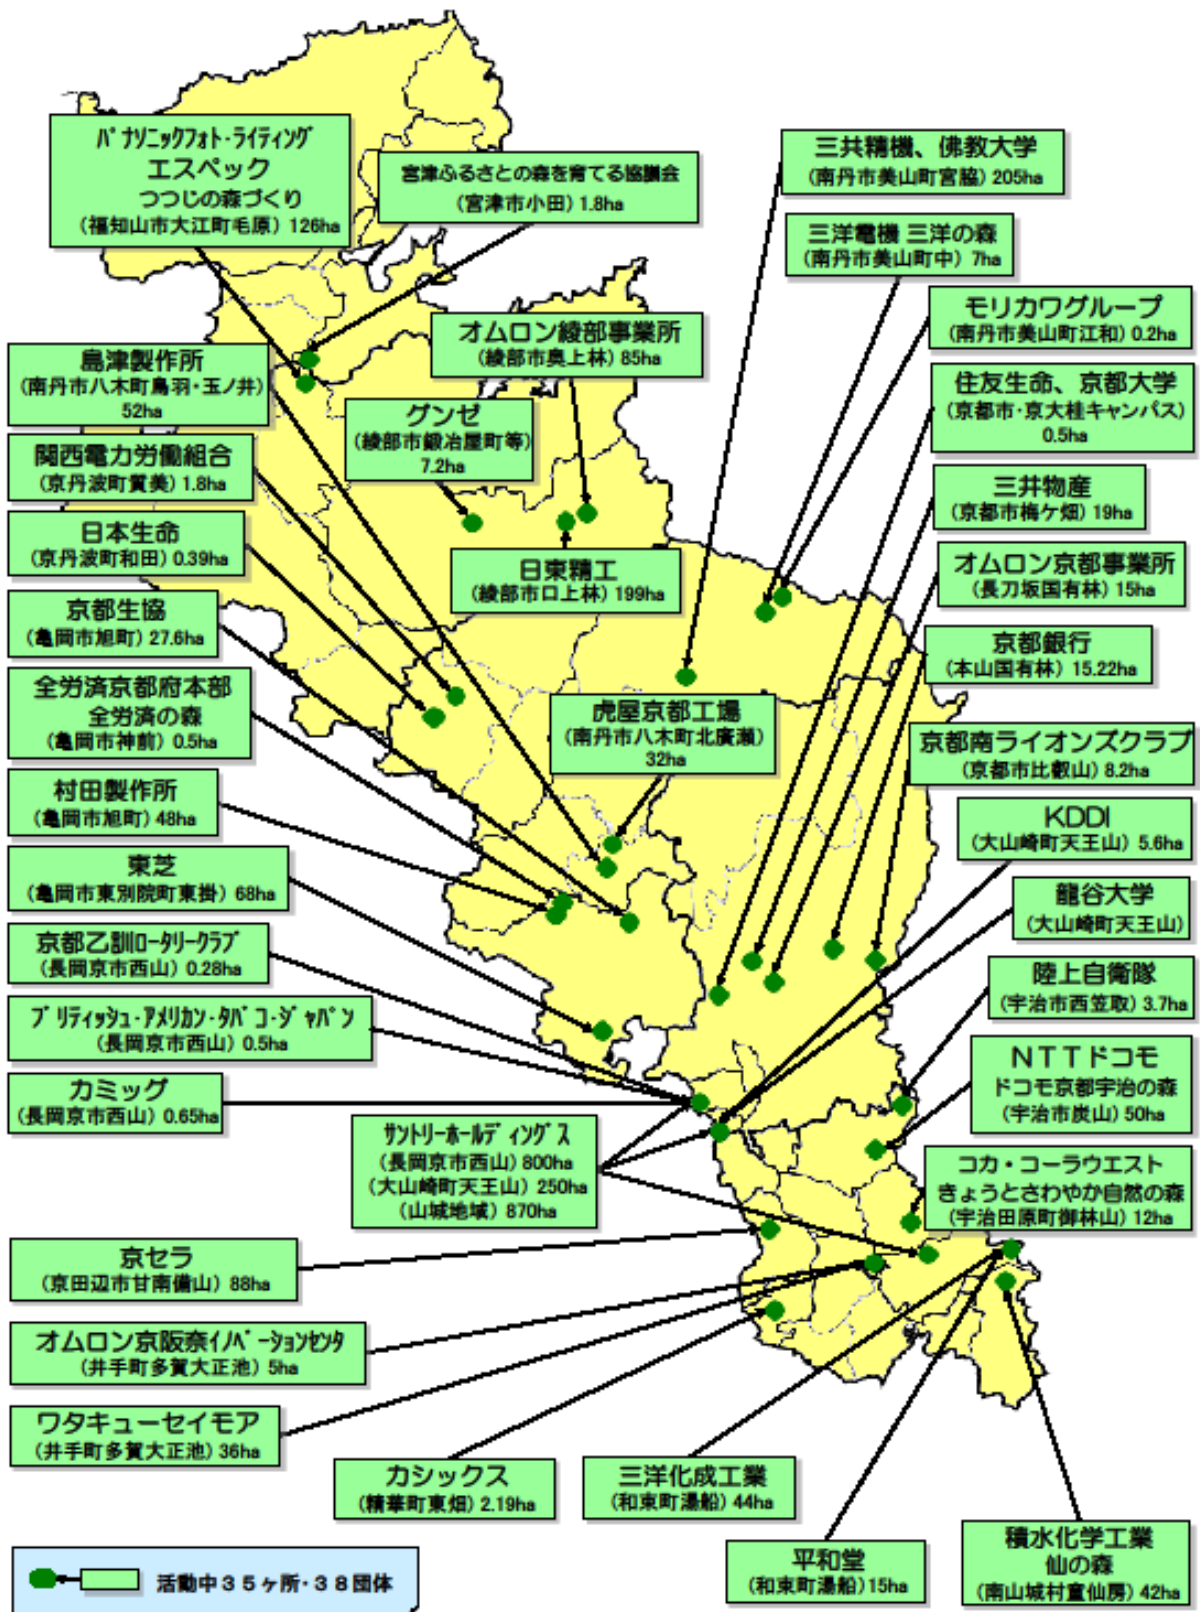 パナソニックフォト・ライティング
エスペック
つつじの森づくり
(福知山市大江町毛原) 126ha
宮津ふるさとの森を育てる協議会
(宮津市小田) 1.8ha
三共精機、佛教大学
(南丹市美山町宮脇) 205ha
三洋電機 三洋の森
(南丹市美山町中) 7ha
モリカワグループ
(南丹市美山町江和) 0.2ha
オムロン綾部事業所
(綾部市奥上林) 85ha
島津製作所
(南丹市八木町鳥羽・玉ノ井)
52ha
住友生命、京都大学
(京都市・京大桂キャンパス)
0.5ha
グンゼ
(綾部市鍛冶屋町等)
7.2ha
関西電力労働組合
(京丹波町質美) 1.8ha
三井物産
(京都市梅ケ畑) 19ha
日本生命
(京丹波町和田) 0.39ha
日東精工
(綾部市口上林) 199ha
オムロン京都事業所
(長刀坂国有林) 15ha
京都生協
(亀岡市旭町) 27.6ha
京都銀行
(本山国有林) 15.22ha
全労済京都府本部
全労済の森
(亀岡市神前) 0.5ha
虎屋京都工場
(南丹市八木町北廣瀬)
32ha
京都南ライオンズクラブ
(京都市比叡山) 8.2ha
村田製作所
(亀岡市旭町) 48ha
KDDI
(大山崎町天王山) 5.6ha
東芝
(亀岡市東別院町東掛) 68ha
龍谷大学
(大山崎町天王山)
京都乙訓ロータリークラブ
(長岡京市西山) 0.28ha
陸上自衛隊
(宇治市西笠取) 3.7ha
ブリティッシュ・アメリカン・タバコ・ジャパン
(長岡京市西山) 0.5ha
NTTドコモ
ドコモ京都宇治の森
(宇治市炭山) 50ha
カミッグ
(長岡京市西山) 0.65ha
サントリーホールディングス
(長岡京市西山) 800ha
(大山崎町天王山) 250ha
(山城地域) 870ha
コカ・コーラウエスト
きょうとさわやか自然の森
(宇治田原町御林山) 12ha
京セラ
(京田辺市甘南備山) 88ha
オムロン京阪奈イノベーションセンタ
(井手町多賀大正池) 5ha
ワタキューセイモア
(井手町多賀大正池) 36ha
カシックス
(精華町東畑) 2.19ha
三洋化成工業
(和束町湯船) 44ha
平和堂
(和束町湯船) 15ha
積水化学工業
仙の森
(南山城村童仙房) 42ha
活動中35ヶ所・38団体